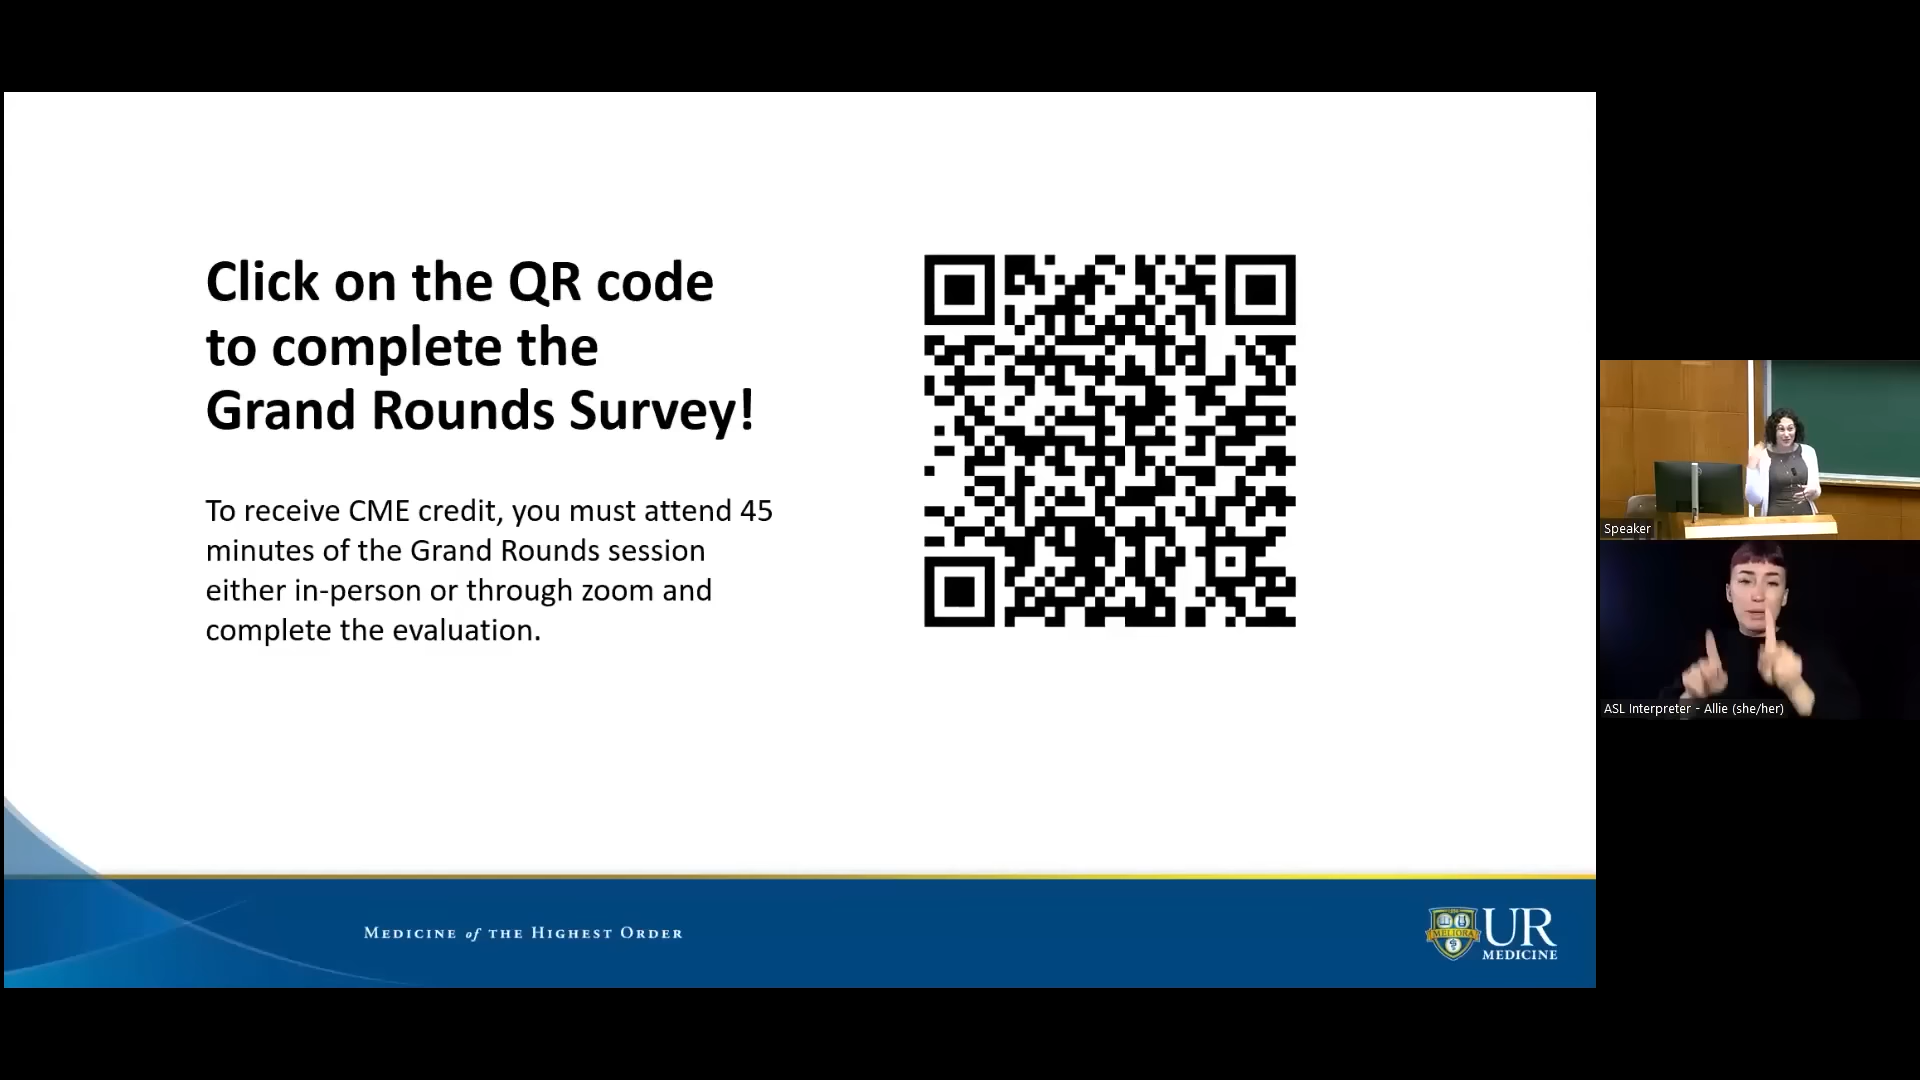 Click on the QR code
to complete the
Grand Rounds Survey!
To receive CME credit, you must attend 45
minutes of the Grand Rounds session
either in-person or through zoom and
complete the evaluation.
Speaker
ASL Interpreter - Allie (she/her)
MEDICINE of THE HIGHEST ORDER
MELIORA
UR
MEDICINE